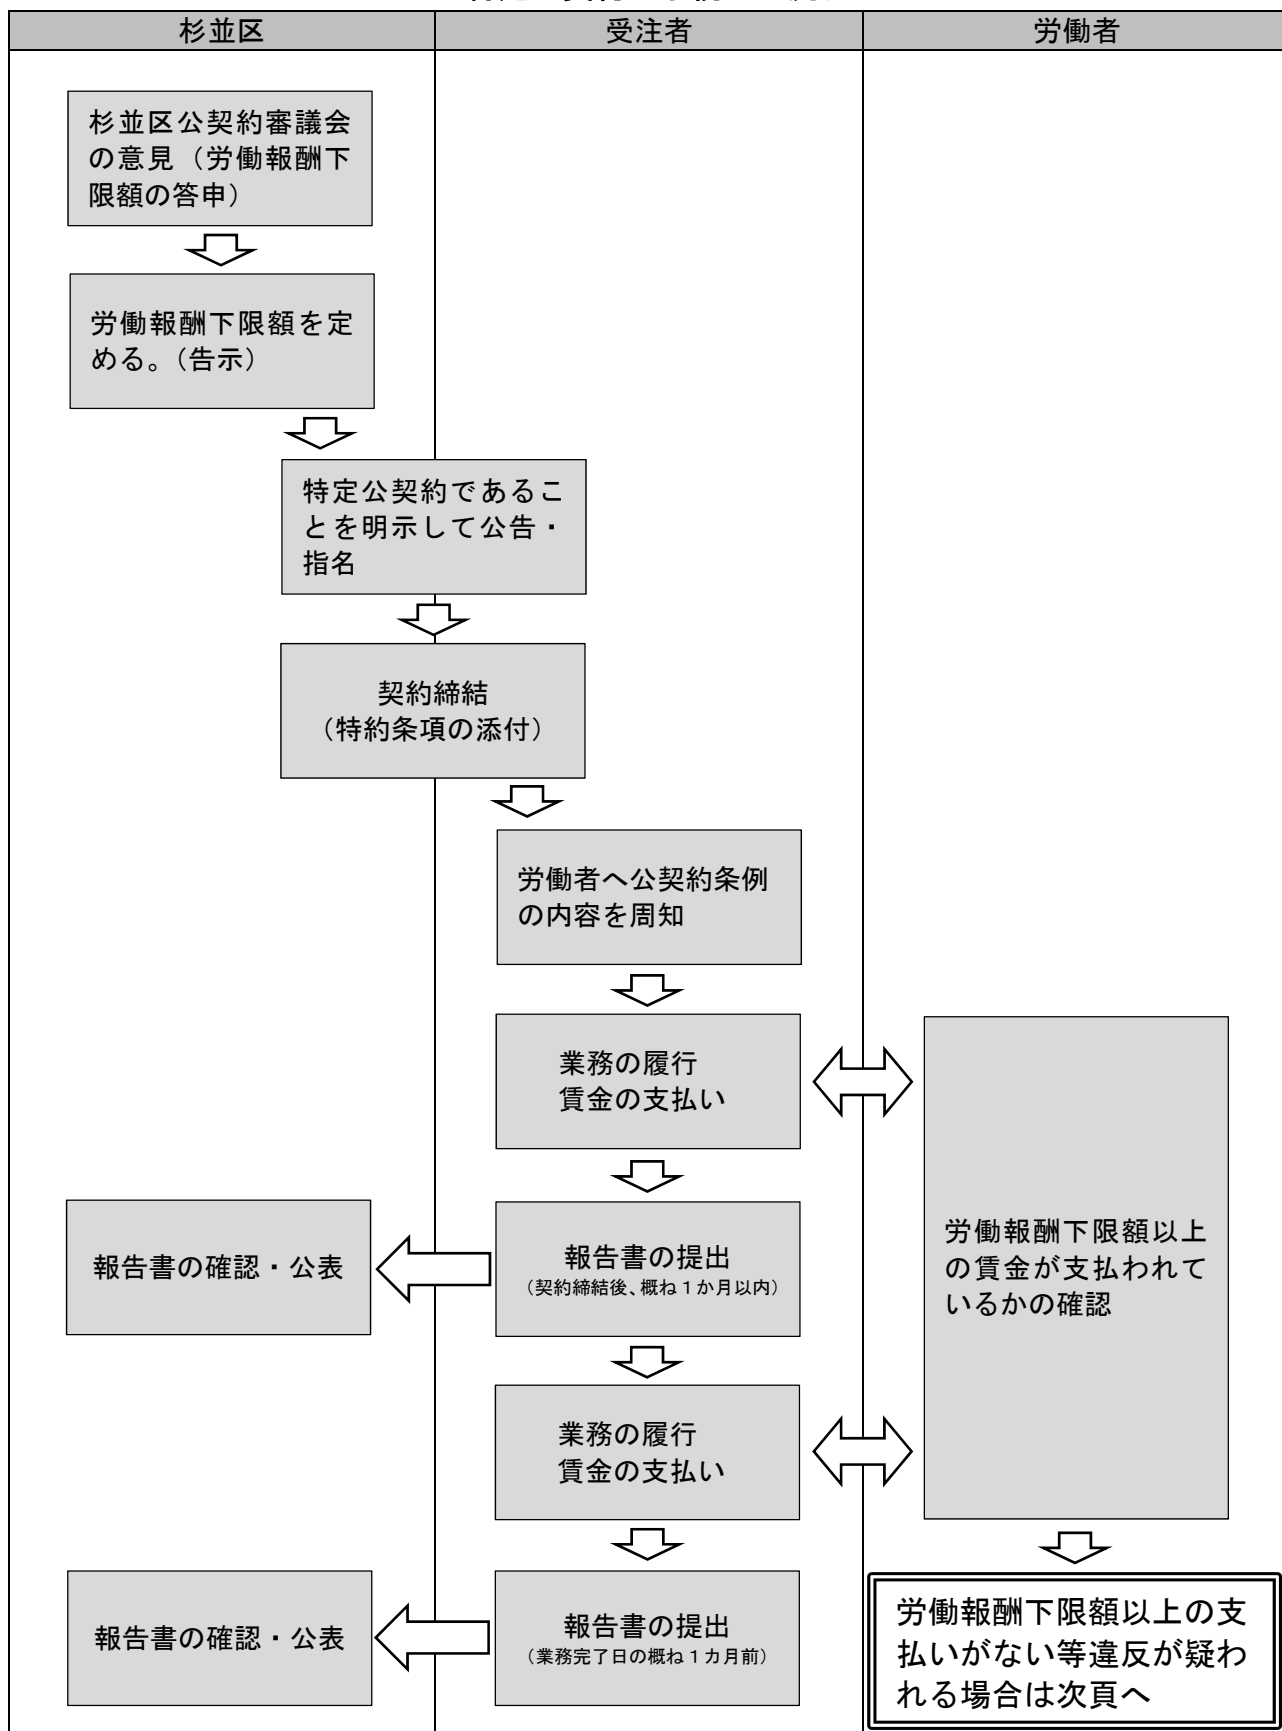 杉並区
受注者
労働者
杉並区公契約審議会
の意見（労働報酬下
限額の答申）
労働報酬下限額を定
める。（告示）
特定公契約であるこ
とを明示して公告・
指名
契約締結
（特約条項の添付）
労働者へ公契約条例
の内容を周知
業務の履行
賃金の支払い
報告書の確認・公表
報告書の提出
（契約締結後、概ね１か月以内）
労働報酬下限額以上
の賃金が支払われて
いるかの確認
業務の履行
賃金の支払い
報告書の確認・公表
報告書の提出
（業務完了日の概ね１カ月前）
労働報酬下限額以上の支
払いがない等違反が疑わ
れる場合は次頁へ